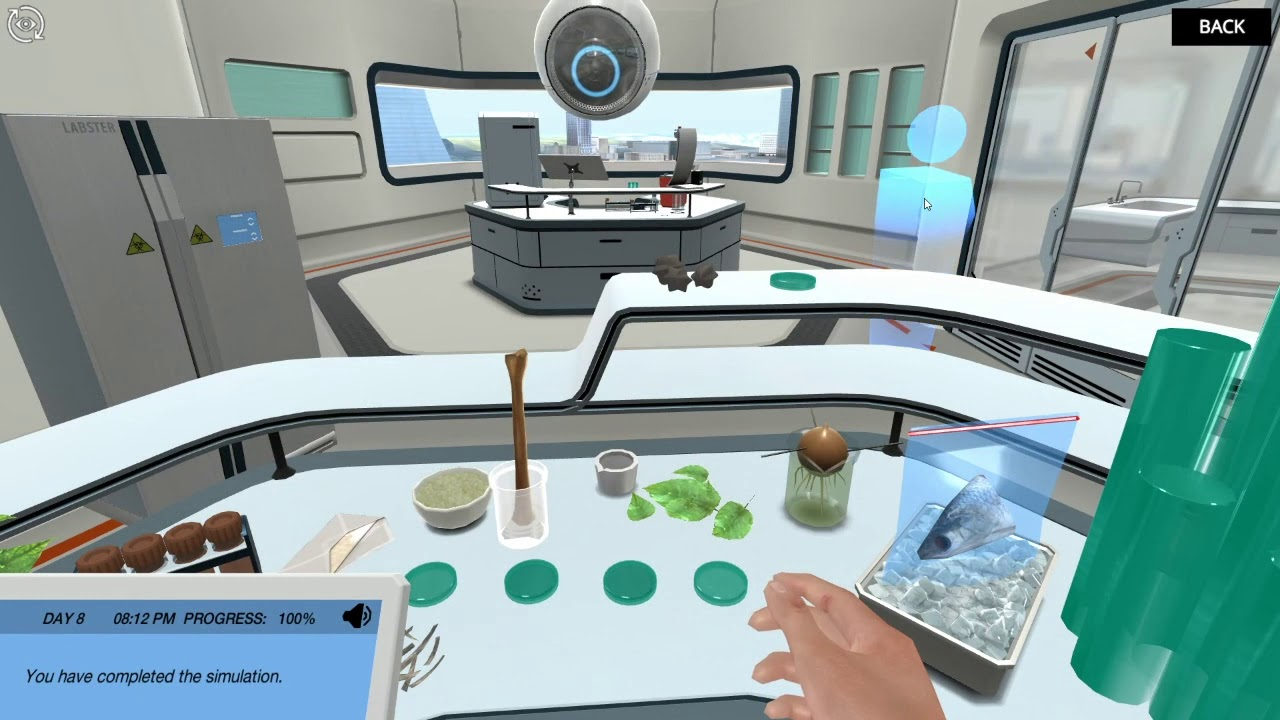 BACK
LABSTER
DAY 8 08:12 PM PROGRESS: 100%
You have completed the simulation.